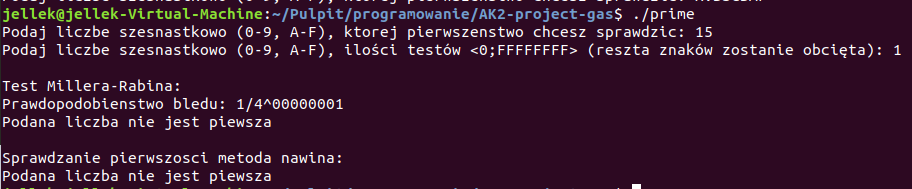 jellek@jellek-Virtual-Machine:~/Pulpit/programowanie/AK2-project-gas$ ./prime
Podaj liczbe szesnastkowo (0-9, A-F), ktorej pierwszenstwo chcesz sprawdzic: 15
Podaj liczbe szesnastkowo (0-9, A-F), ilości testów <0;FFFFFFFF> (reszta znaków zostanie obcięta): 1
Test Millera-Rabina:
Prawdopodobienstwo bledu: 1/4^00000001
Podana liczba nie jest piewsza
Sprawdzanie pierwszosci metoda nawina:
Podana liczba nie jest piewsza